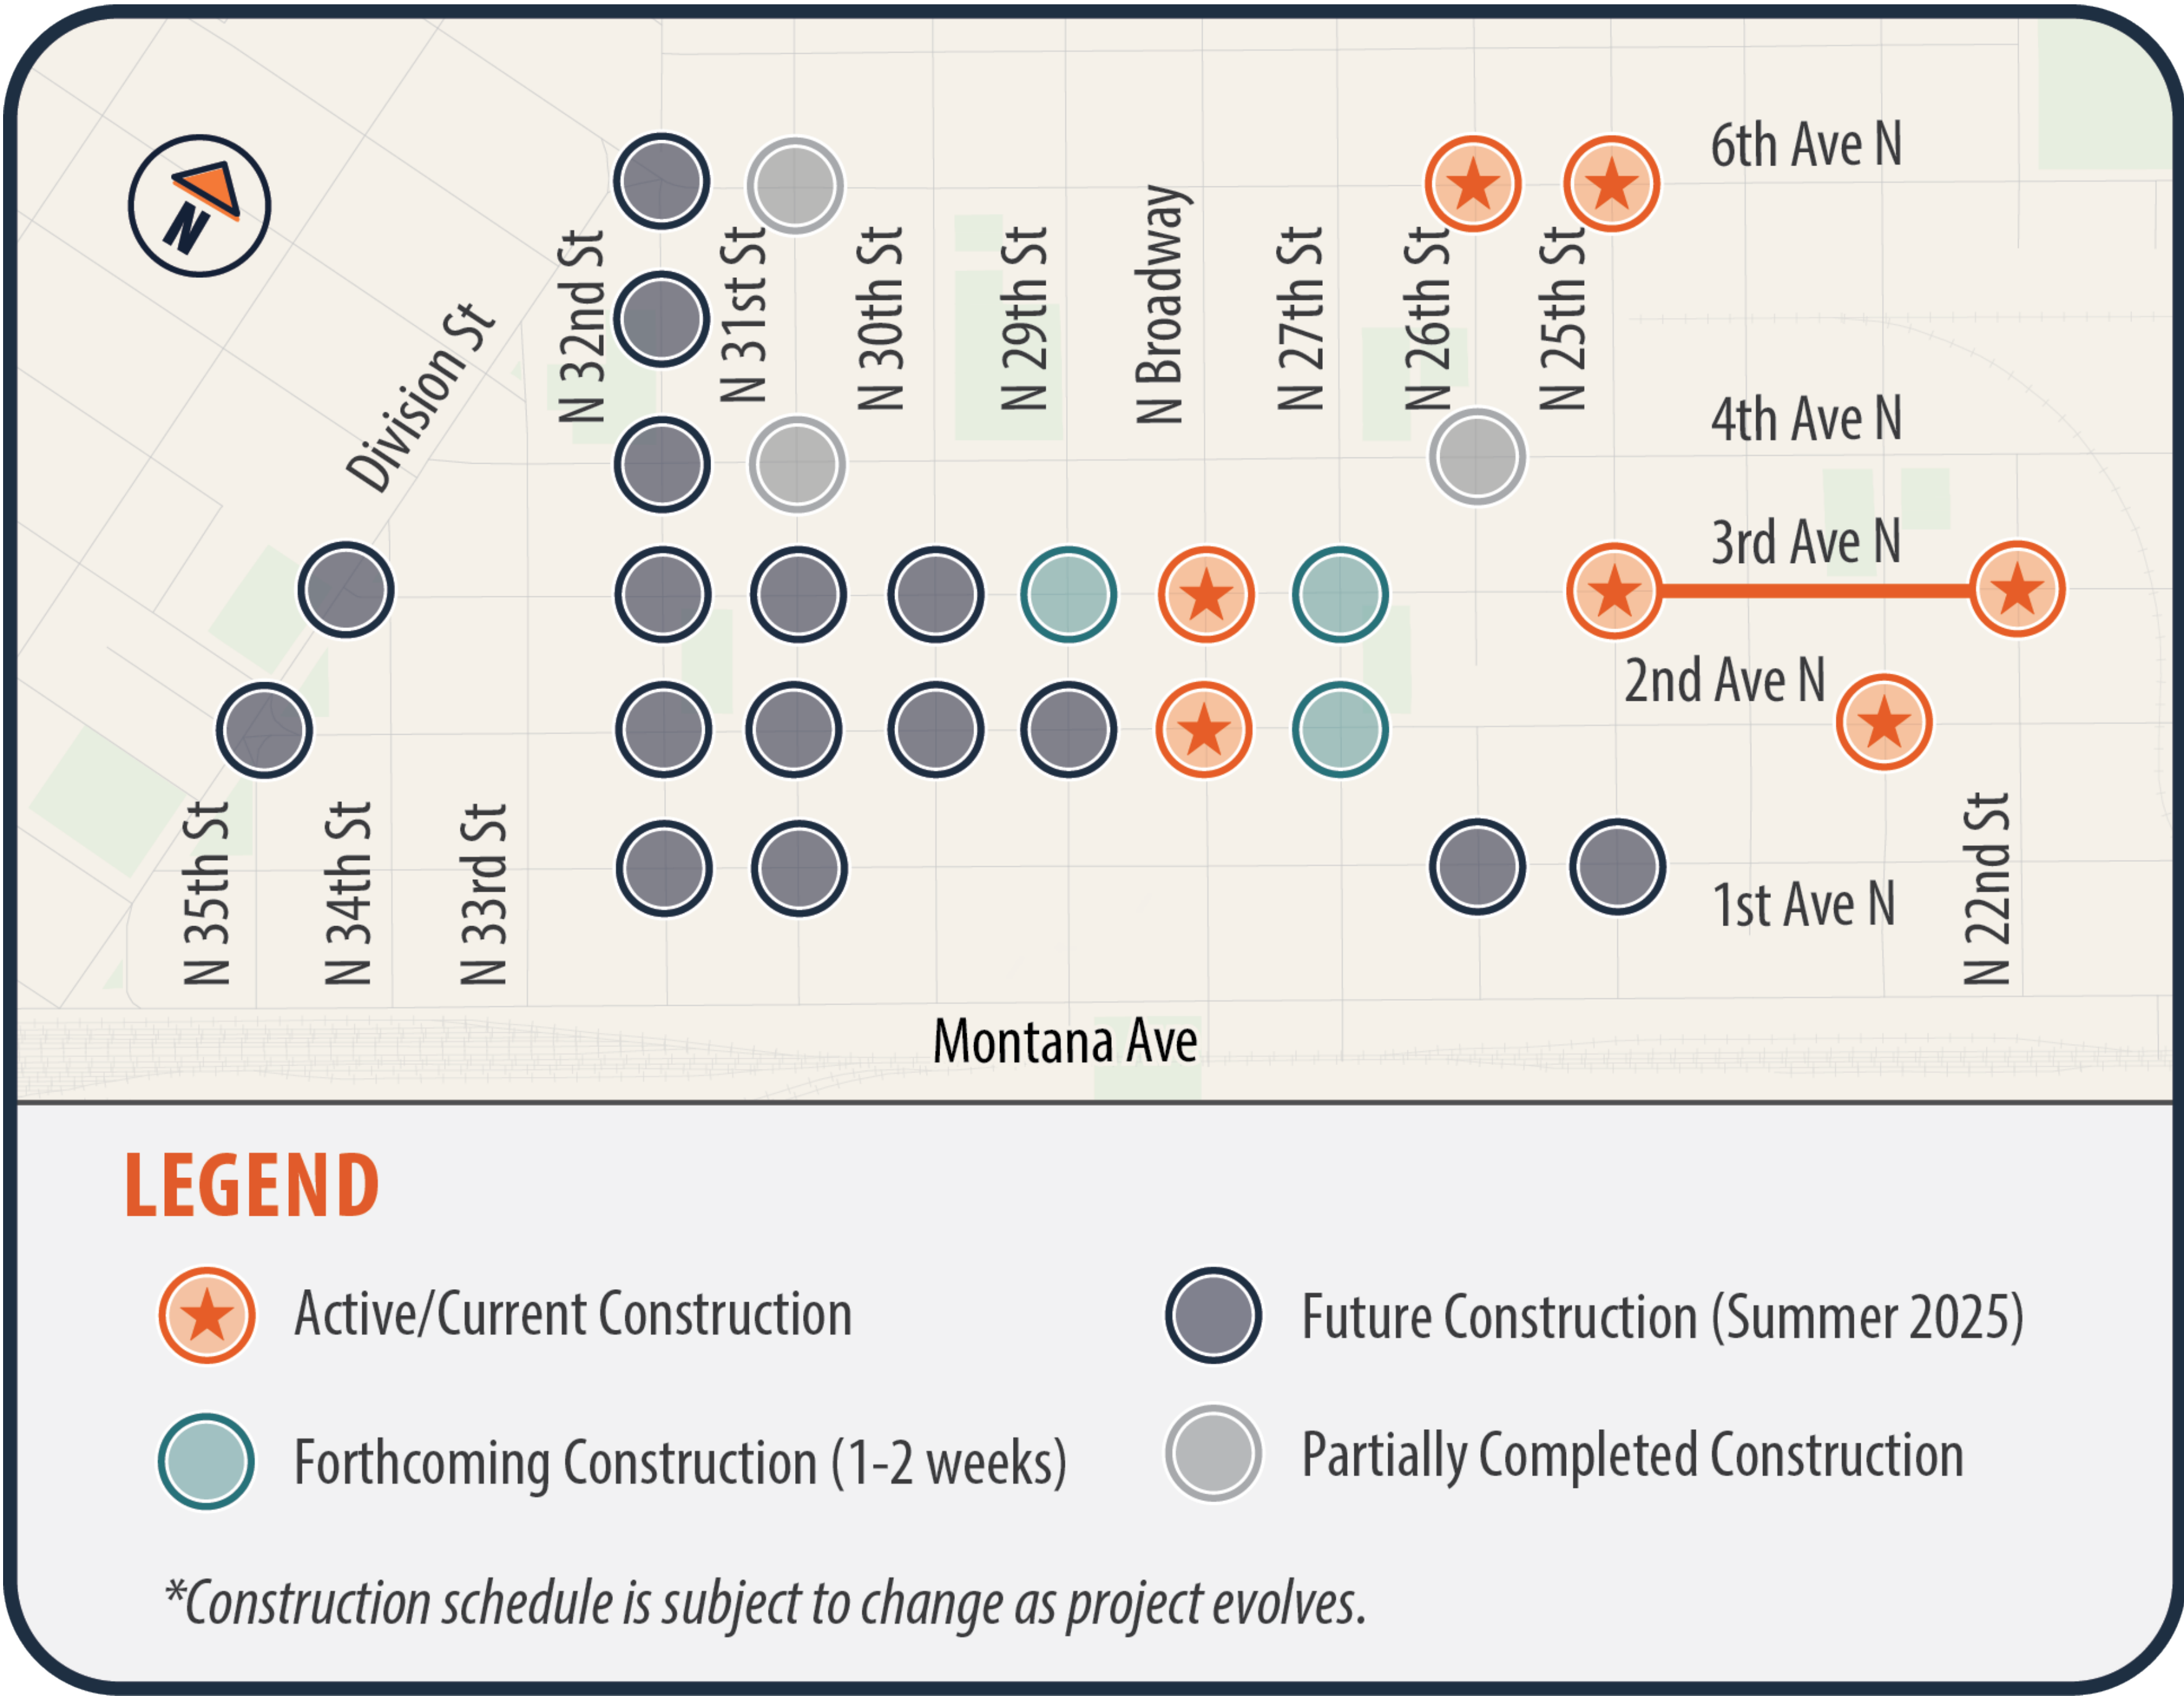 6th Ave N
N
N 32nd St
N 31st St
N 30th St
N 29th St
N Broadway
N 27th St
N 26th St
N 25th St
Division St
4th Ave N
3rd Ave N
2nd Ave N
N 35th St
N 34th St
N 33rd St
1st Ave N
N 22nd St
Montana Ave
LEGEND
Active/Current Construction
Future Construction (Summer 2025)
Forthcoming Construction (1-2 weeks)
Partially Completed Construction
*Construction schedule is subject to change as project evolves.